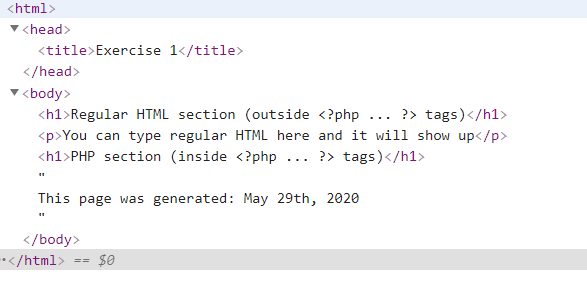 <html>
▼<head>
<title>Exercise 1</title>
</head>
▼<body>
<h1>Regular HTML section (outside <?php ... ?> tags)</h1>
<p>You can type regular HTML here and it will show up</p>
<h1>PHP section (inside <?php ... ?> tags)</h1>
"
This page was generated: May 29th, 2020
"
</body>
</html> == $0